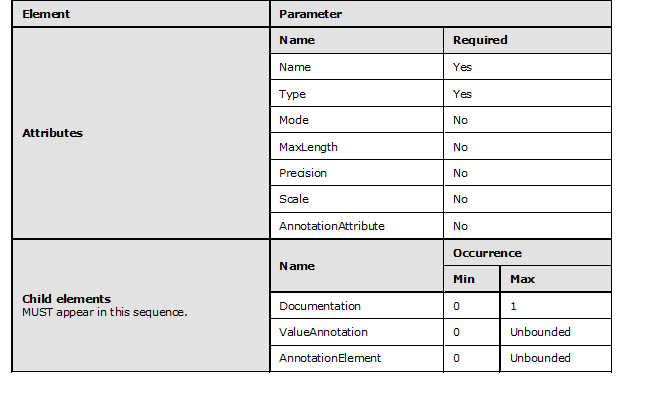 Element Parameter
Name Required
Name Yes
Type Yes
Mode No
Attributes
MaxLength No
Precision No
Scale No
AnnotationAttribute No
Name Occurrence
Min Max
Child elements
MUST appear in this sequence.
Documentation 0 1
ValueAnnotation 0 Unbounded
AnnotationElement 0 Unbounded